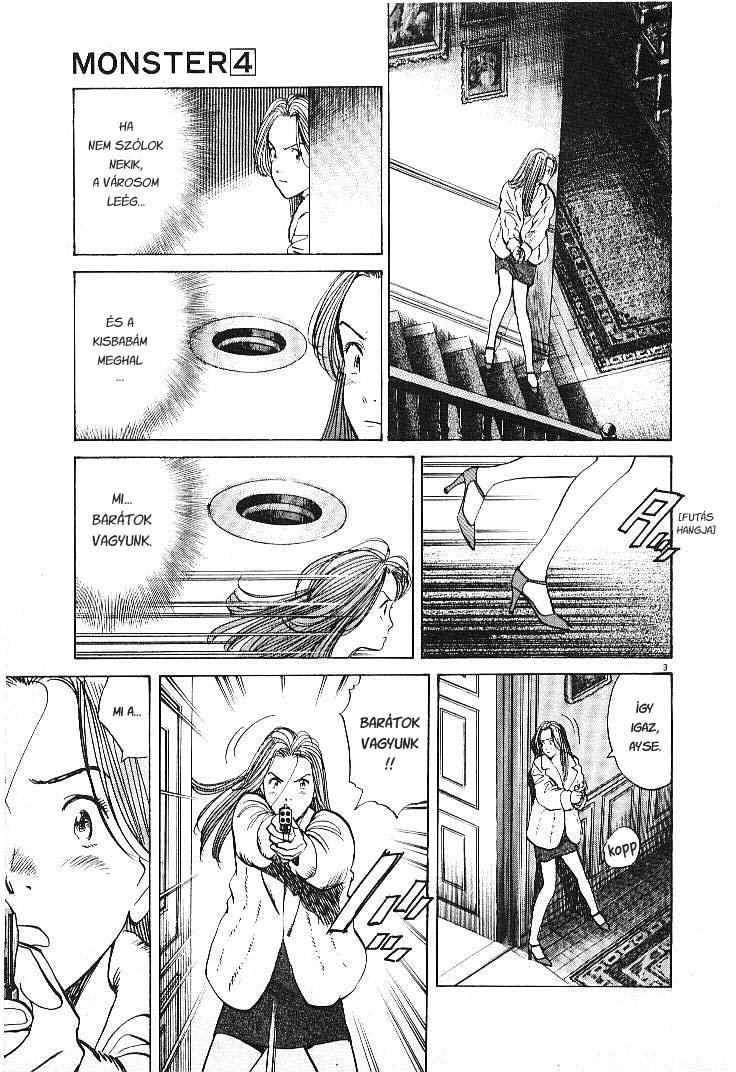 MONSTER 4
HA
NEM SZÓLOK
NEKIK,
A VÁROSOM
LEÉG...
ÉS A
KISBABÁM
MEGHAL
...
MI...
BARÁTOK
VAGYUNK.
[FUTÁS
HANGJA]
3
MI A...
BARÁTOK
VAGYUNK
!!
ÍGY
IGAZ,
AYSE.
KOPP